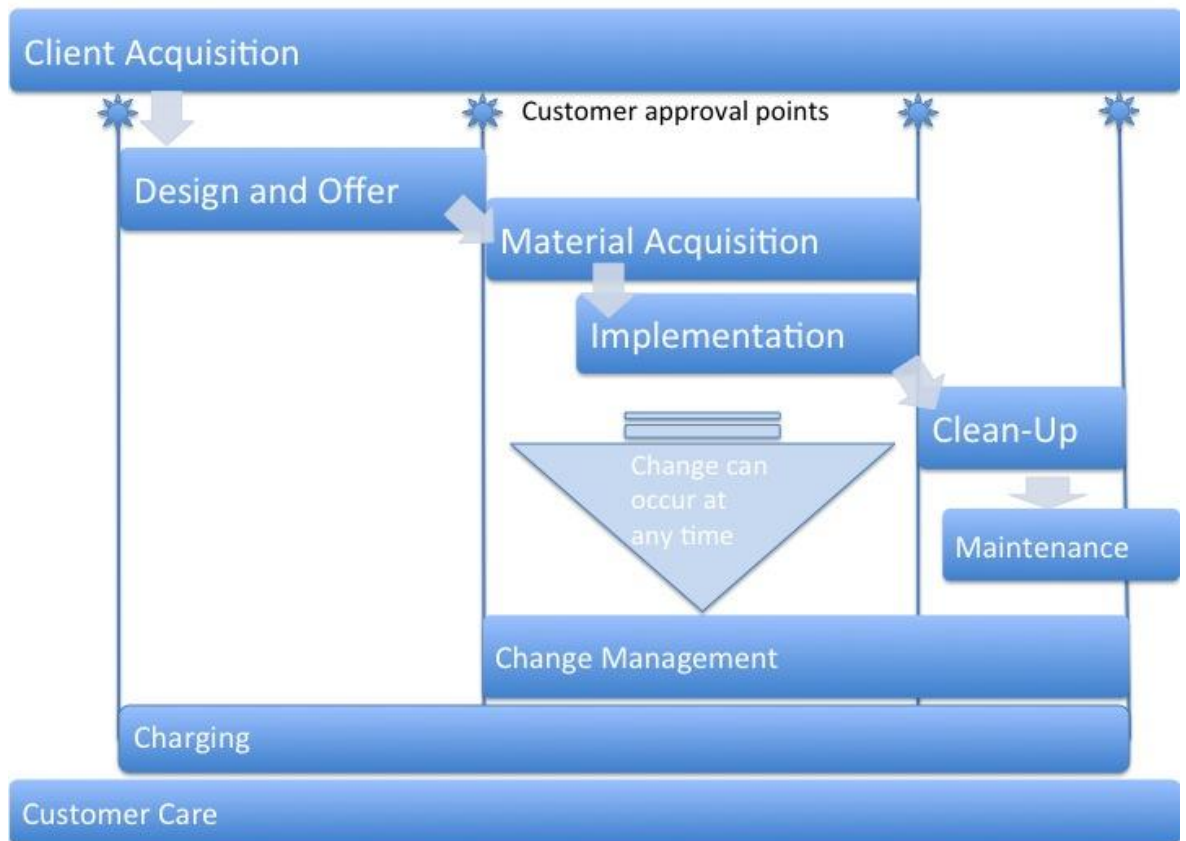 Client Acquisition
Customer approval points
Design and Offer
Material Acquisition
Implementation
Clean-Up
Change can
occur at
any time
Maintenance
Change Management
Charging
Customer Care